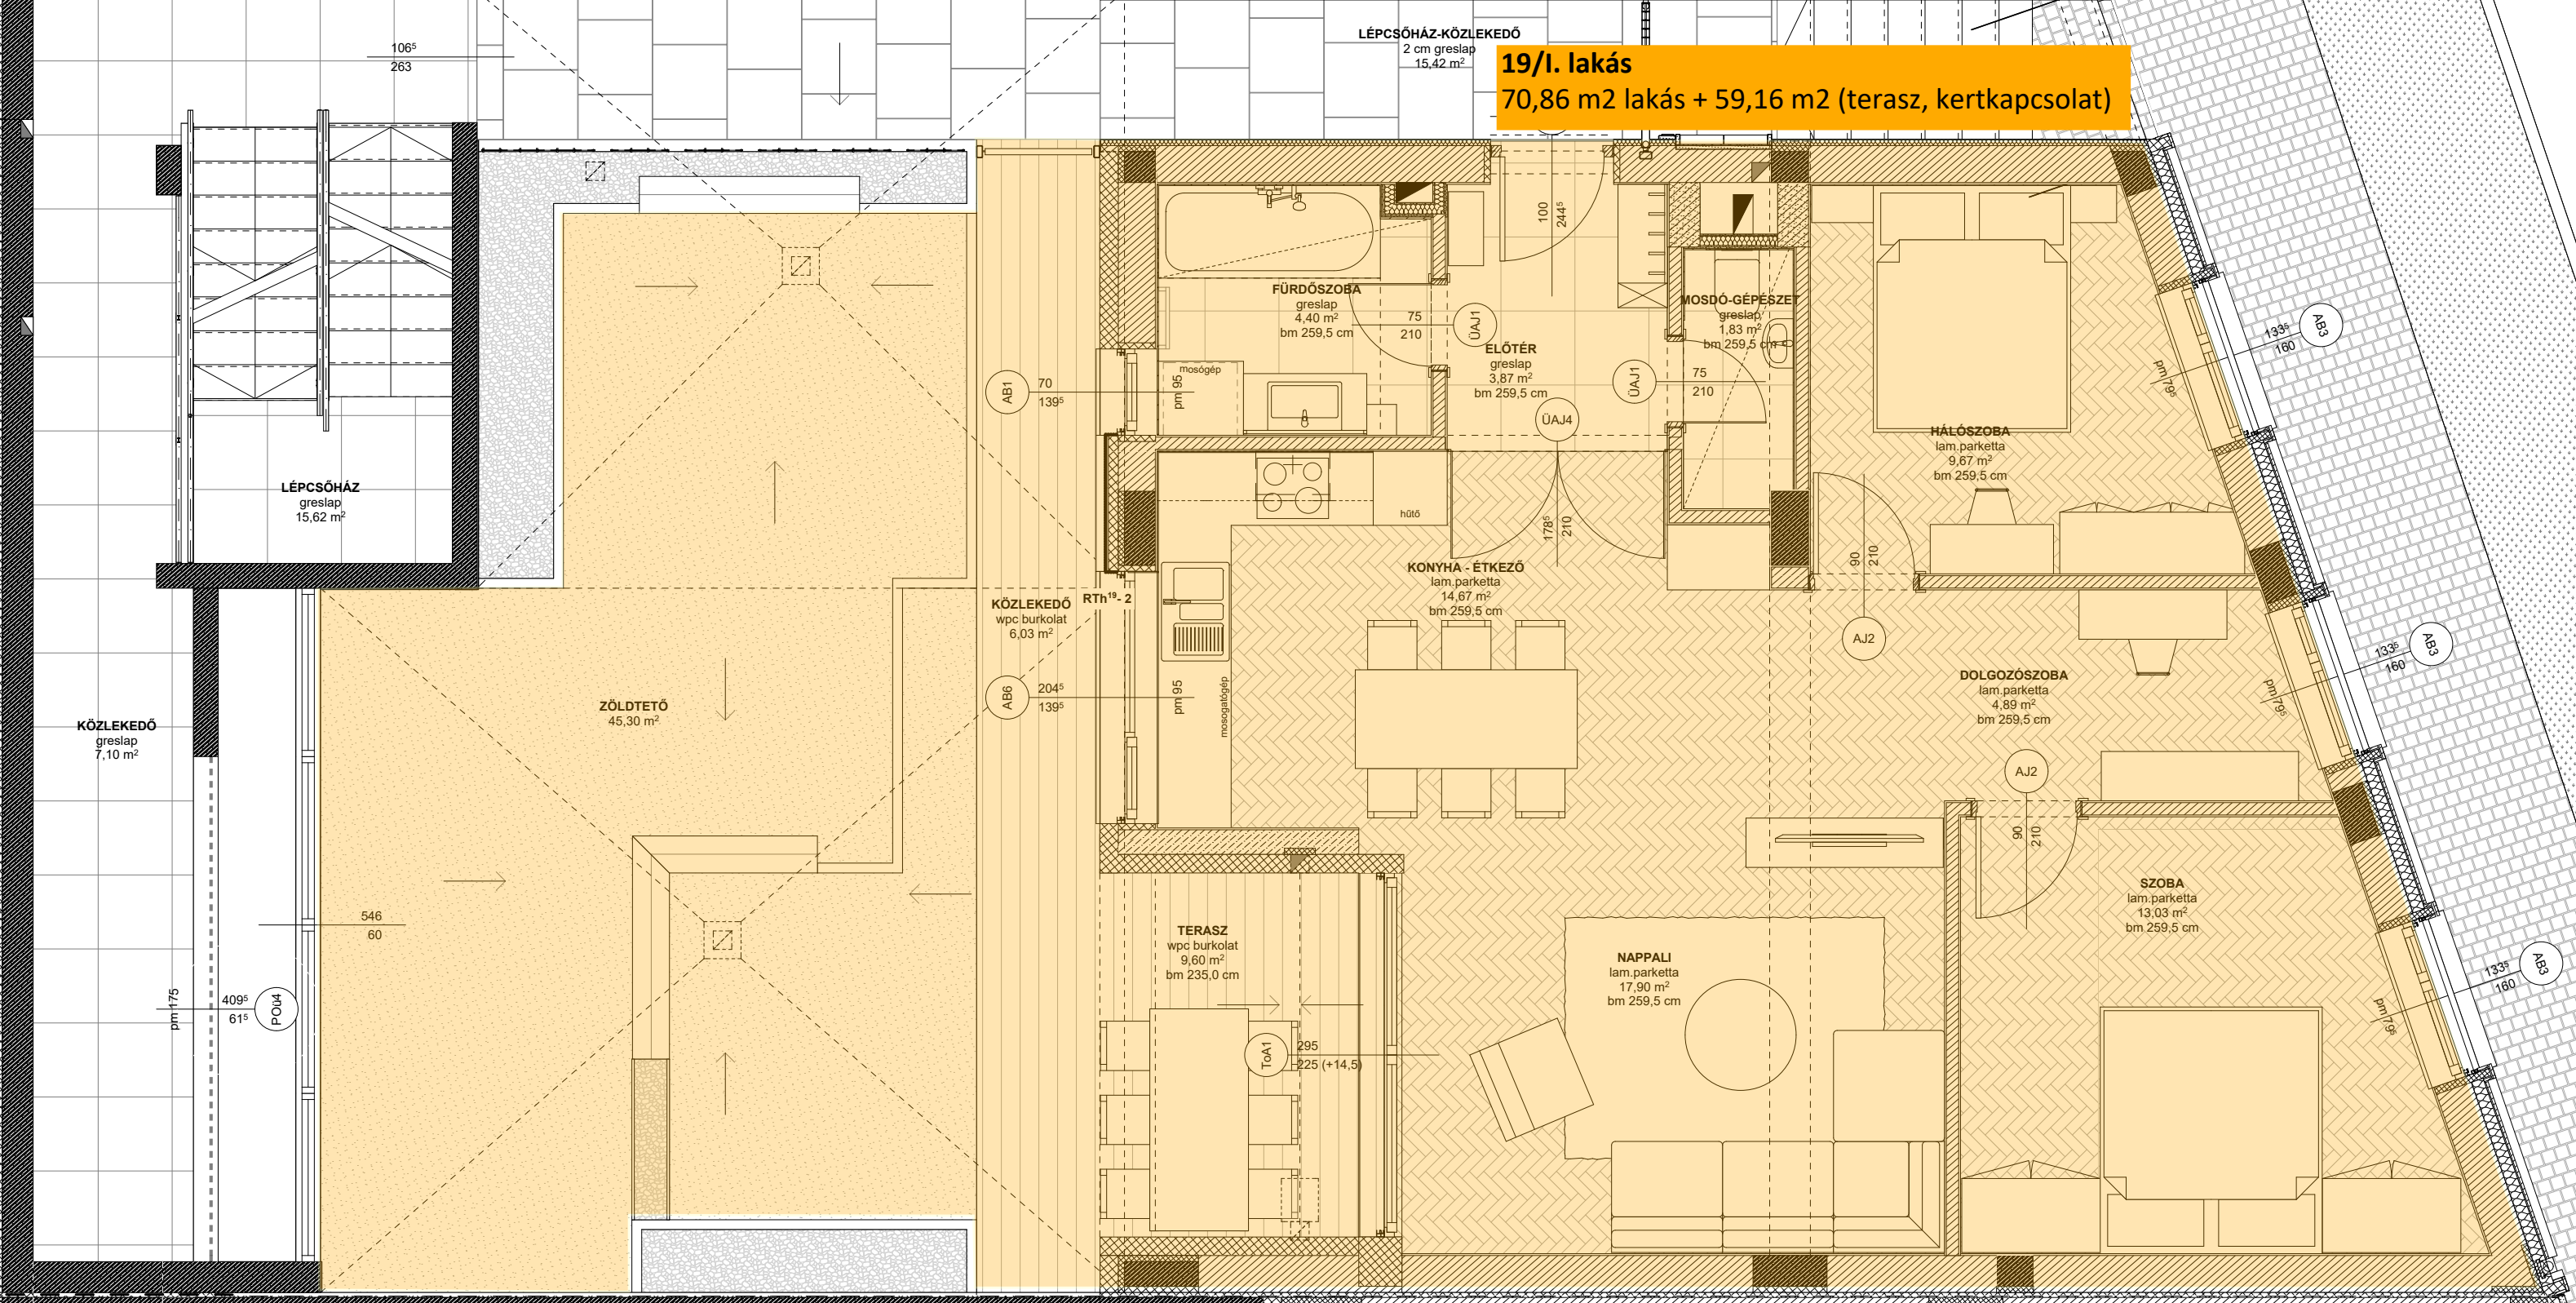 106⁵
263
LÉPCSŐHÁZ-KÖZLEKEDŐ
2 cm greslap
15,42 m²
19/I. lakás
70,86 m2 lakás + 59,16 m2 (terasz, kertkapcsolat)
100
244⁵
FÜRDŐSZOBA
greslap
4,40 m²
bm 259,5 cm
75
210
ÜAJ1
ELŐTÉR
greslap
3,87 m²
bm 259,5 cm
MOSDÓ-GÉPÉSZET
greslap
1,83 m²
bm 259,5 cm
ÜAJ1
75
210
133⁵
160
AB3
pm 79⁵
AB1
70
139⁵
pm 95
mosógép
ÜAJ4
178⁵
210
HÁLÓSZOBA
lam.parketta
9,67 m²
bm 259,5 cm
LÉPCSŐHÁZ
greslap
15,62 m²
hűtő
KONYHA - ÉTKEZŐ
lam.parketta
14,67 m²
bm 259,5 cm
90
210
AJ2
KÖZLEKEDŐ
wpc burkolat
6,03 m²
RTh¹⁹- 2
133⁵
160
AB3
pm 79⁵
DOLGOZÓSZOBA
lam.parketta
4,89 m²
bm 259,5 cm
AB6
204⁵
139⁵
pm 95
mosogatógép
ZÖLDTETŐ
45,30 m²
KÖZLEKEDŐ
greslap
7,10 m²
AJ2
90
210
SZOBA
lam.parketta
13,03 m²
bm 259,5 cm
546
60
TERASZ
wpc burkolat
9,60 m²
bm 235,0 cm
NAPPALI
lam.parketta
17,90 m²
bm 259,5 cm
133⁵
160
AB3
pm 79⁵
pm 175
409⁵
61⁵
POü4
ToA1
295
225 (+14,5)